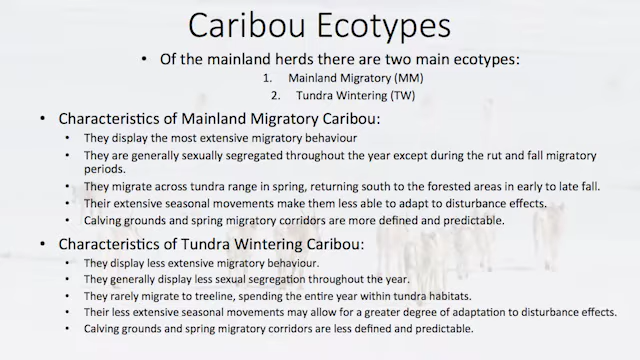 Caribou Ecotypes
• Of the mainland herds there are two main ecotypes:
1. Mainland Migratory (MM)
2. Tundra Wintering (TW)
• Characteristics of Mainland Migratory Caribou:
• They display the most extensive migratory behaviour
• They are generally sexually segregated throughout the year except during the rut and fall migratory
periods.
• They migrate across tundra range in spring, returning south to the forested areas in early to late fall.
• Their extensive seasonal movements make them less able to adapt to disturbance effects.
• Calving grounds and spring migratory corridors are more defined and predictable.
• Characteristics of Tundra Wintering Caribou:
• They display less extensive migratory behaviour.
• They generally display less sexual segregation throughout the year.
• They rarely migrate to treeline, spending the entire year within tundra habitats.
• Their less extensive seasonal movements may allow for a greater degree of adaptation to disturbance effects.
• Calving grounds and spring migratory corridors are less defined and predictable.